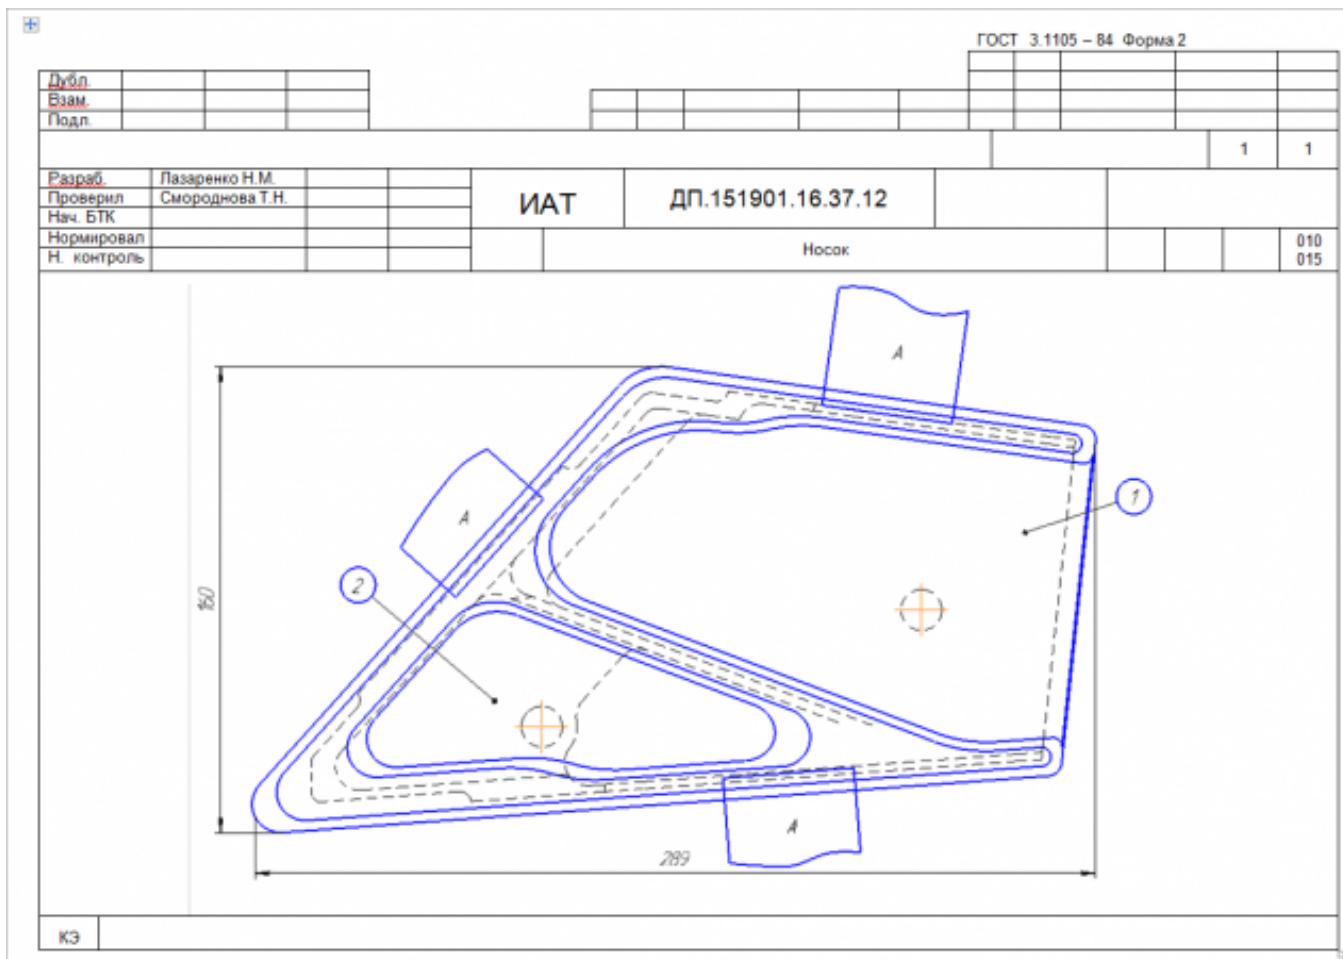 ГОСТ 3.1105 – 84 Форма 2
Дубл.
Взам.
Подл.
1 1
Разраб. Лазаренко Н.М.
Проверил Смороднова Т.Н.
Нач. БТК
ИАТ ДП.151901.16.37.12
Нормировал
Н. контроль
Носок
010
015
А
А
1
2
160
А
289
КЭ